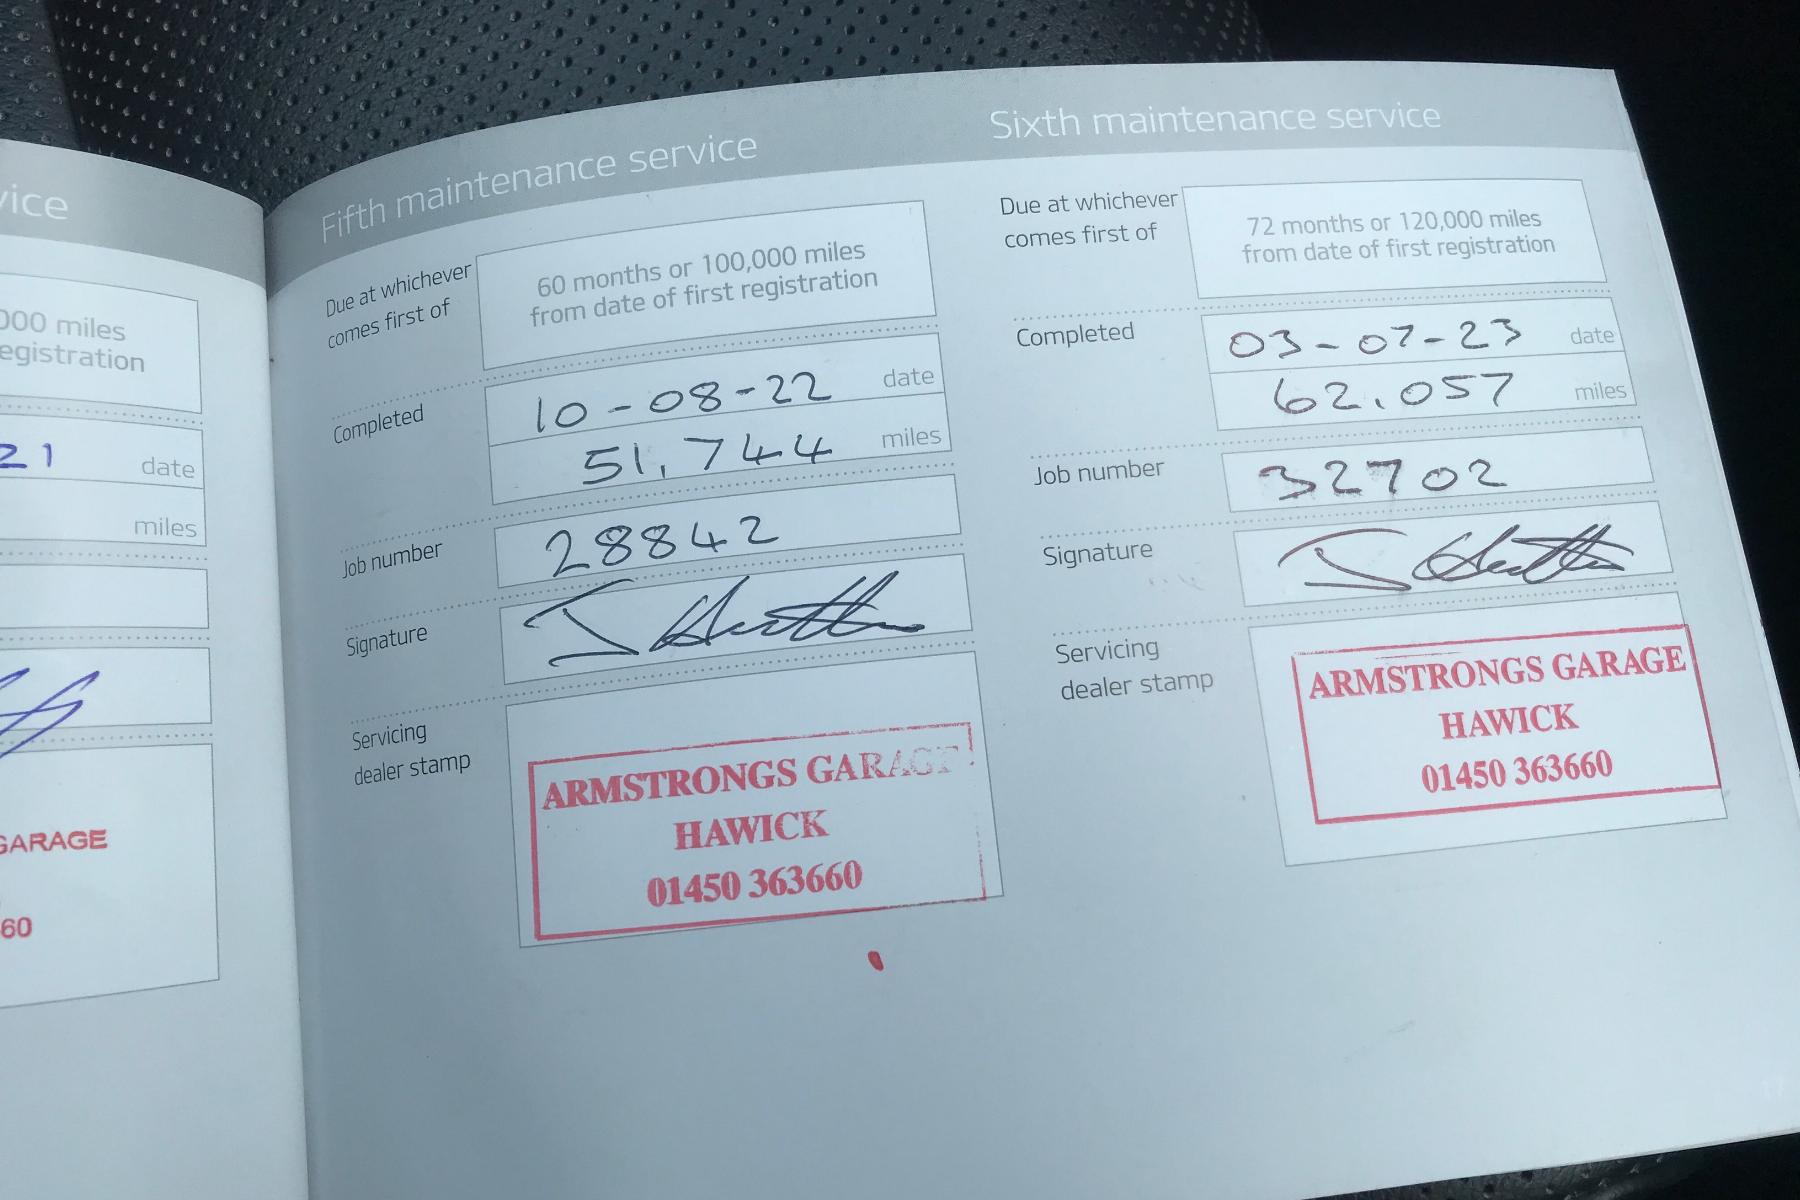 vice
000 miles
egistration
21 date
miles
GARAGE
60
Fifth maintenance service
Due at whichever
comes first of
60 months or 100,000 miles
from date of first registration
Completed
10-08-22 date
51,744 miles
Job number
28842
Signature
Servicing
dealer stamp
ARMSTRONGS GARAGE
HAWICK
01450 363660
Sixth maintenance service
Due at whichever
comes first of
72 months or 120,000 miles
from date of first registration
Completed
03-07-23 date
62.057 miles
Job number
32702
Signature
Servicing
dealer stamp
ARMSTRONGS GARAGE
HAWICK
01450 363660